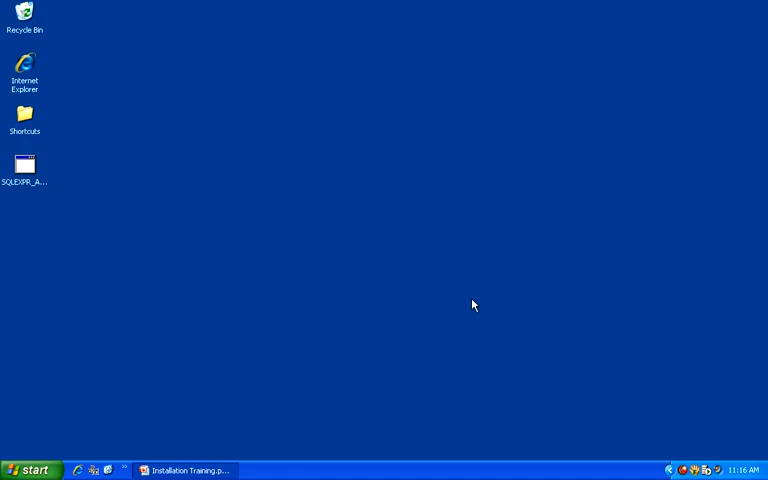 Recycle Bin
Internet
Explorer
Shortcuts
SQLEXPR_A...
start
Installation Training.p...
11:16 AM